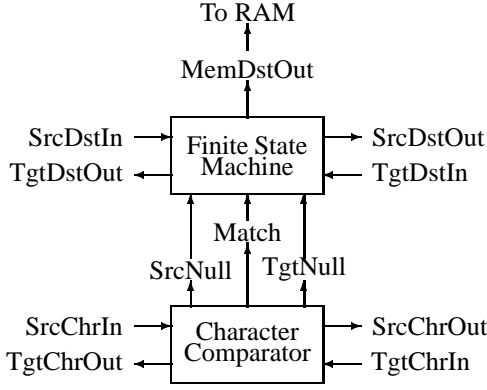 To RAM
MemDstOut
SrcDstIn
Finite State
Machine
SrcDstOut
TgtDstOut
TgtDstIn
Match
SrcNull
TgtNull
SrcChrIn
Character
Comparator
SrcChrOut
TgtChrOut
TgtChrIn